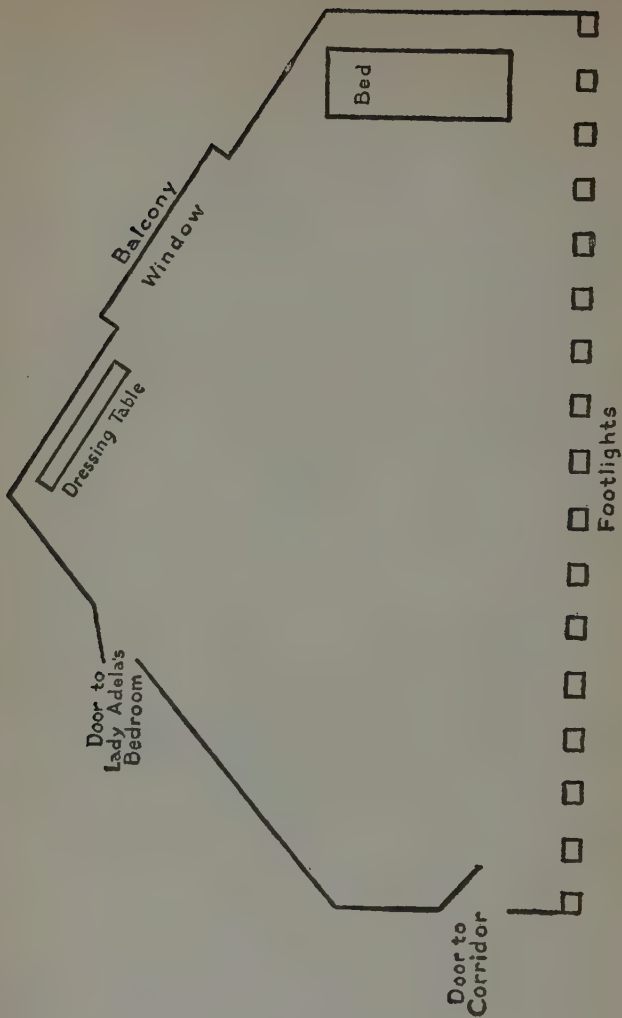 Bed
Balcony
Window
Dressing Table
Door to
Lady Adela's
Bedroom
Door to
Corridor
Footlights